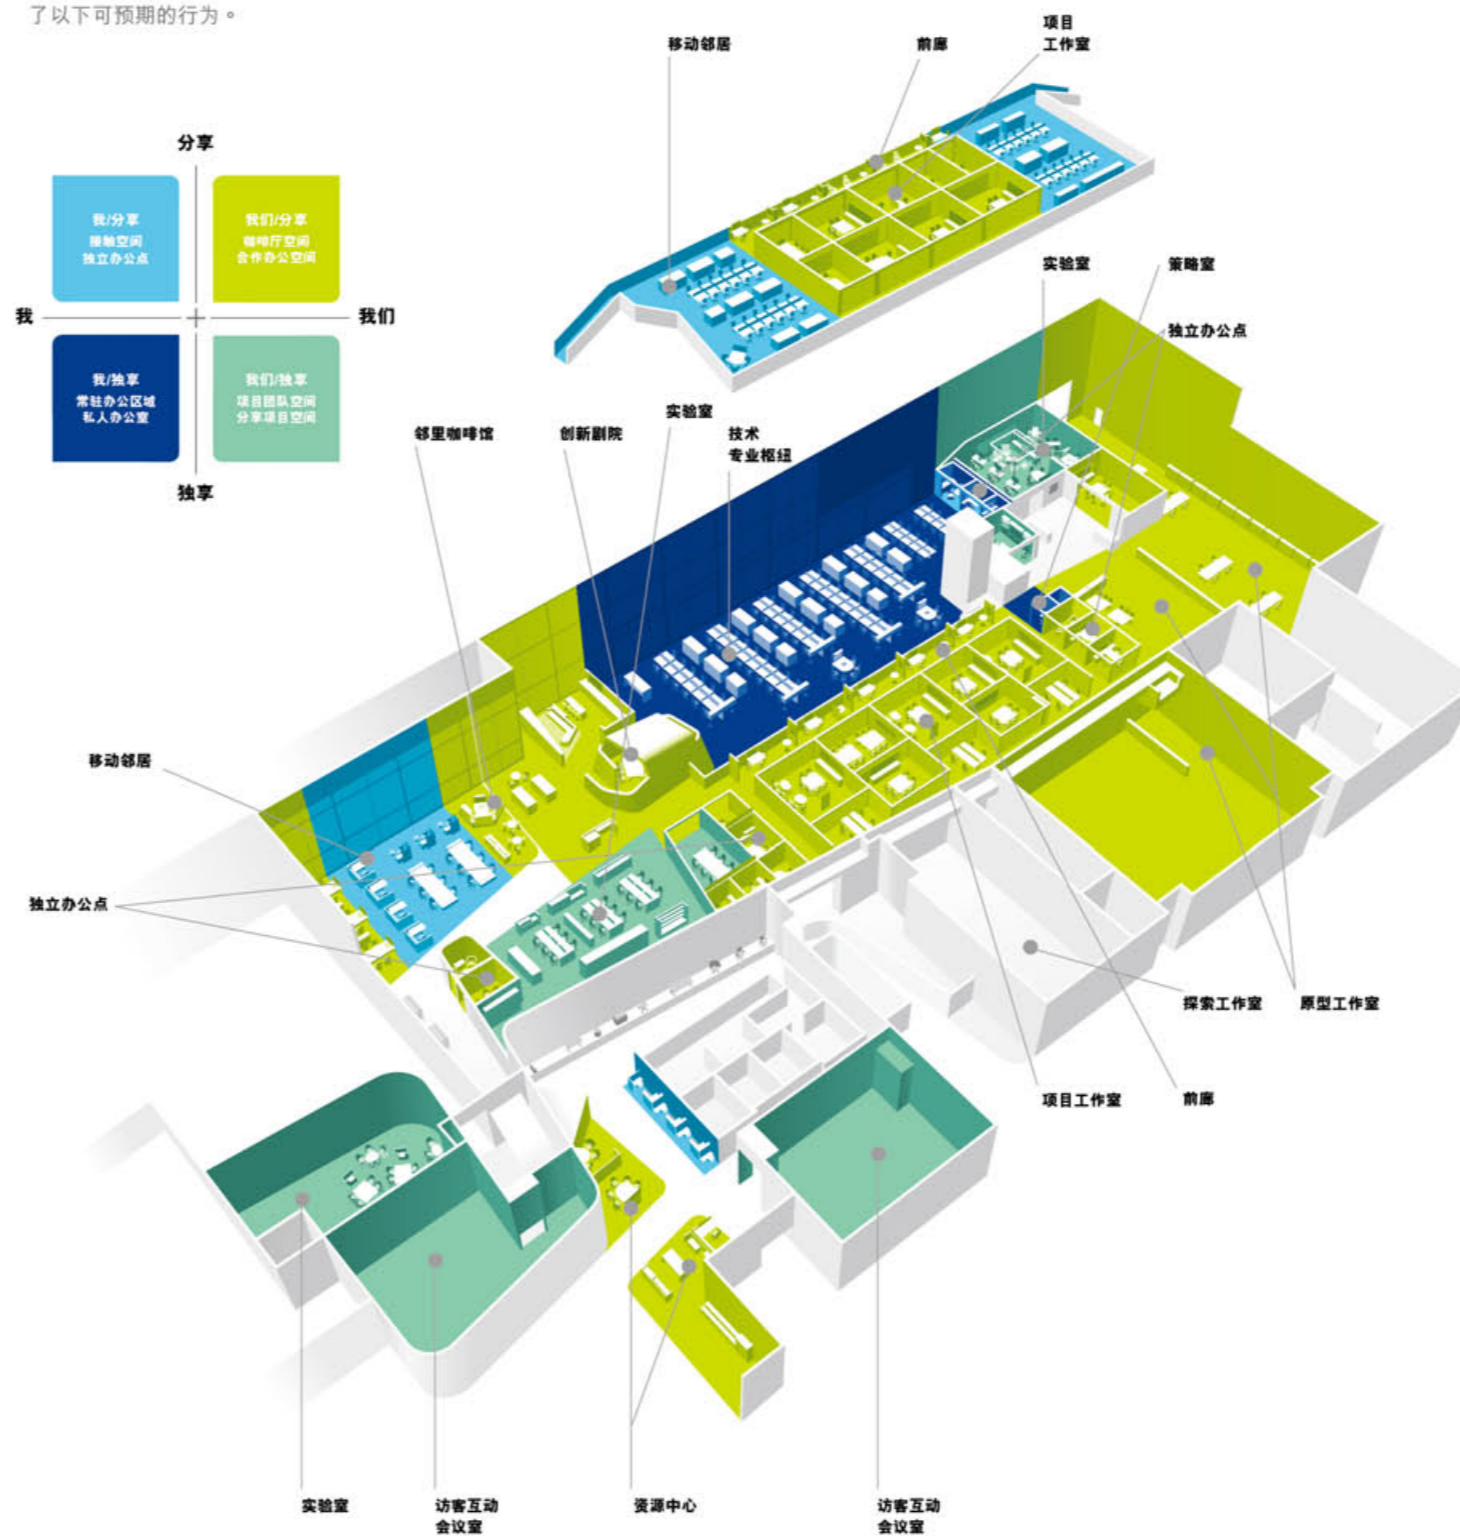 了以下可预期的行为。
分享
我/分享
接触空间
独立办公点
我们/分享
咖啡厅空间
合作办公空间
我
我们
我/独享
常驻办公区域
私人办公室
我们/独享
项目团队空间
分享项目空间
独享
移动邻居
前廊
项目
工作室
实验室
策略室
独立办公点
邻里咖啡馆
创新剧院
实验室
技术
专业枢纽
移动邻居
独立办公点
探索工作室
原型工作室
项目工作室
前廊
实验室
访客互动
会议室
资源中心
访客互动
会议室